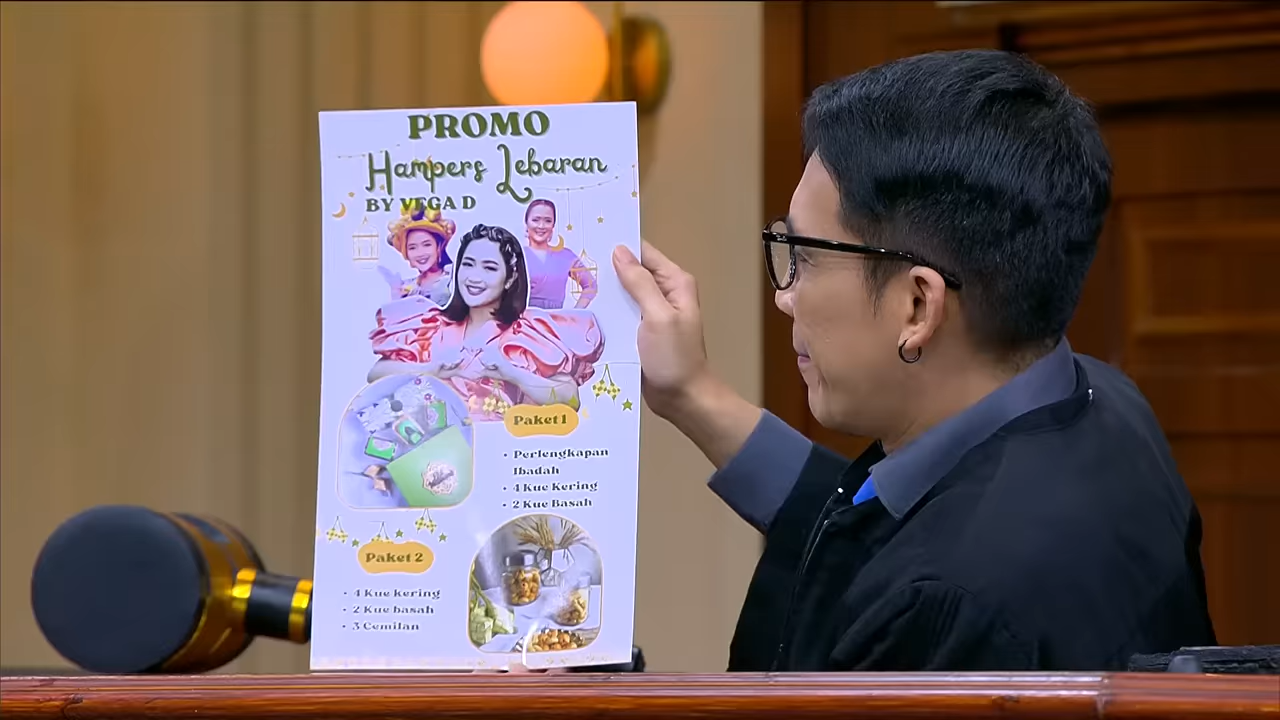 PROMO
Hampers Lebaran
BY VEGA D
Paket 1
• Perlengkapan
Ibadah
• 4 Kue Kering
• 2 Kue Basah
Paket 2
• 4 Kue kering
• 2 Kue basah
• 3 Cemilan